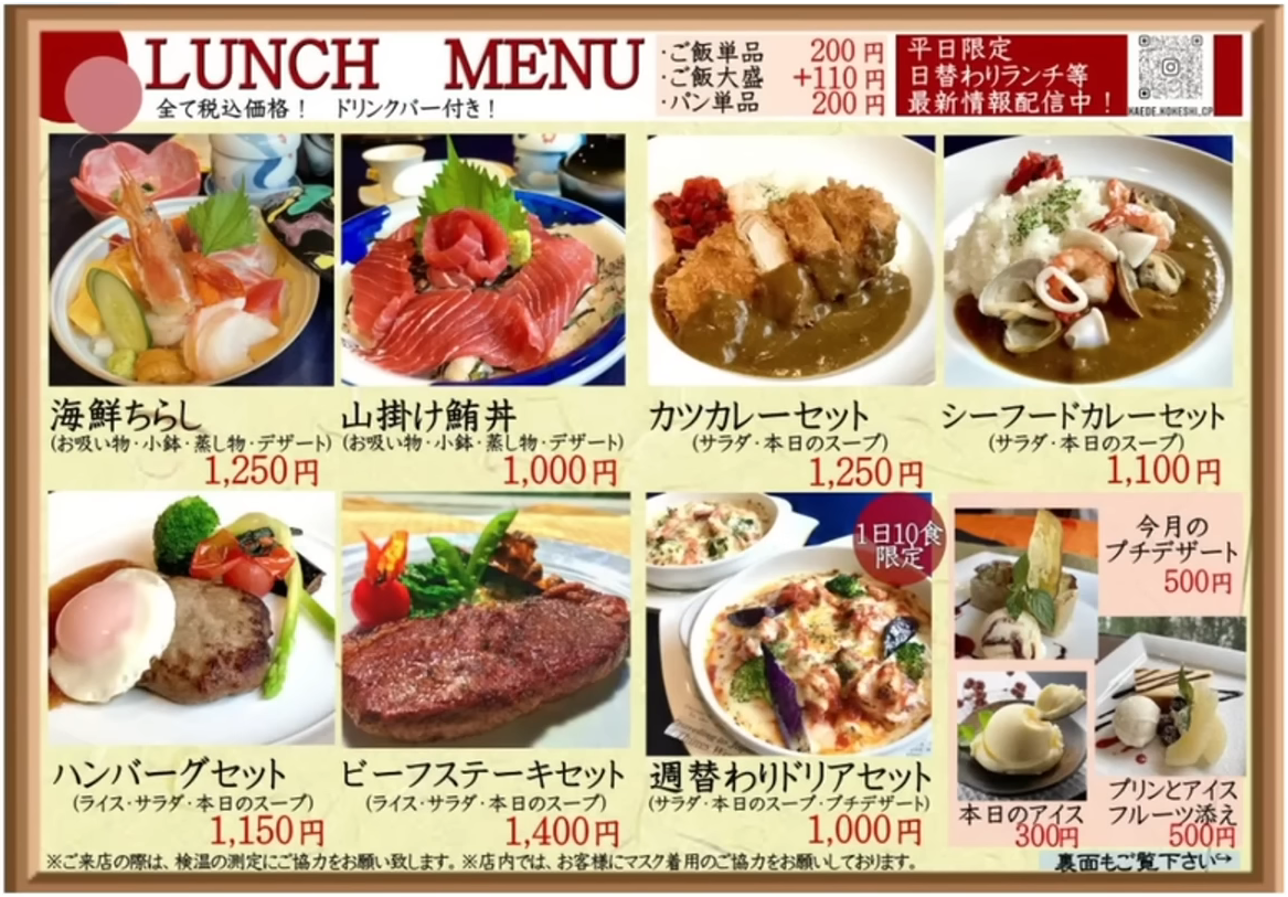 LUNCH MENU
全て税込価格！ ドリンクバー付き！
・ご飯単品 200円
・ご飯大盛 +110円
・パン単品 200円
平日限定
日替わりランチ等
最新情報配信中！
KAEDE.KOKESHI.CP
海鮮ちらし
(お吸い物・小鉢・蒸し物・デザート)
1,250円
山掛け鮪丼
(お吸い物・小鉢・蒸し物・デザート)
1,000円
カツカレーセット
(サラダ・本日のスープ)
1,250円
シーフードカレーセット
(サラダ・本日のスープ)
1,100円
ハンバーグセット
(ライス・サラダ・本日のスープ)
1,150円
ビーフステーキセット
(ライス・サラダ・本日のスープ)
1,400円
1日10食
限定
週替わりドリアセット
(サラダ・本日のスープ・プチデザート)
1,000円
今月の
プチデザート
500円
本日のアイス
300円
プリンとアイス
フルーツ添え
500円
※ご来店の際は、検温の測定にご協力をお願い致します。※店内では、お客様にマスク着用のご協力をお願いしております。
裏面もご覧下さい→